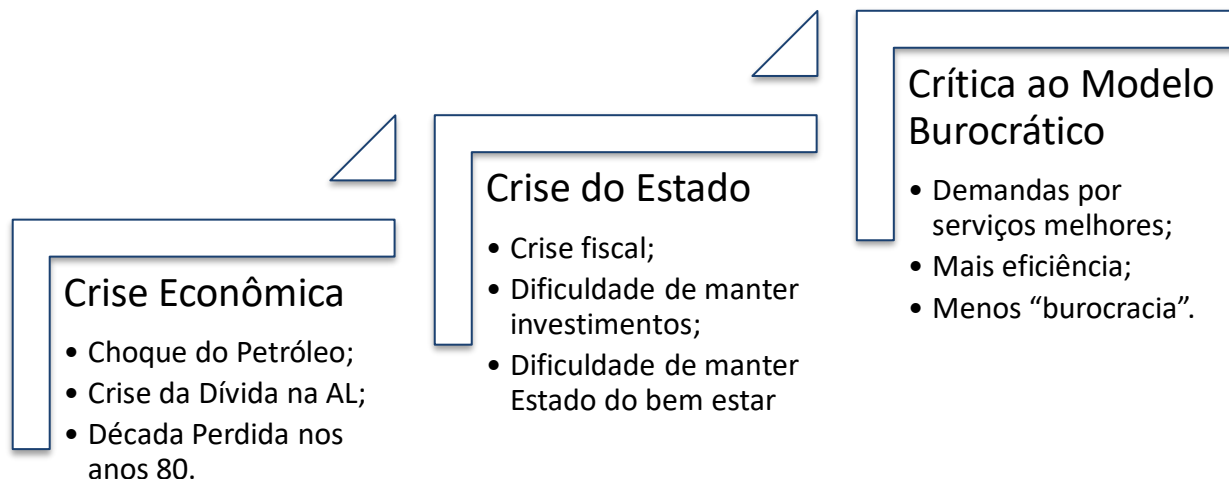 Crise Econômica
• Choque do Petróleo;
• Crise da Dívida na AL;
• Década Perdida nos
anos 80.
Crise do Estado
• Crise fiscal;
• Dificuldade de manter
investimentos;
• Dificuldade de manter
Estado do bem estar
Crítica ao Modelo
Burocrático
• Demandas por
serviços melhores;
• Mais eficiência;
• Menos “burocracia”.